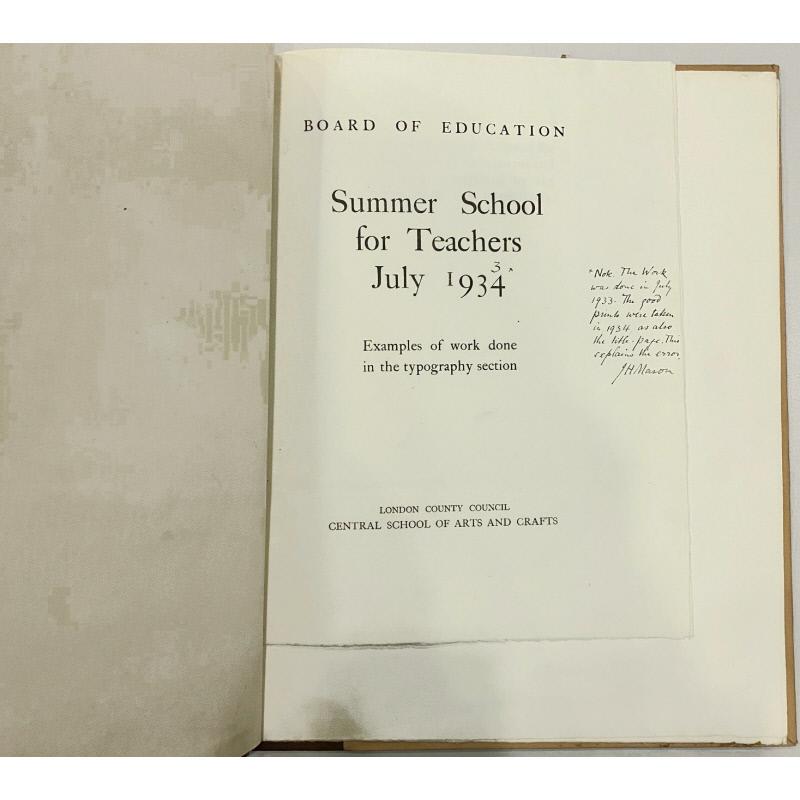 BOARD OF EDUCATION
Summer School
for Teachers
July 1934
3*
Examples of work done
in the typography section
LONDON COUNTY COUNCIL
CENTRAL SCHOOL OF ARTS AND CRAFTS
*Note. The Work
was done in July
1933. The good
prints were taken
in 1934 as also
the title-page. This
explains the error.
JHMason